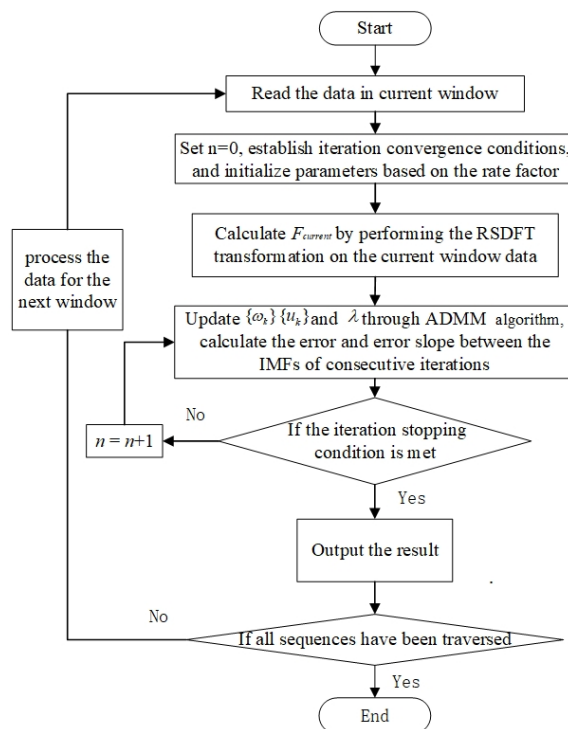 Start
Read the data in current window
Set n=0, establish iteration convergence conditions,
and initialize parameters based on the rate factor
Calculate F_current by performing the RSDFT
transformation on the current window data
process the
data for the
next window
Update {ω_k} {u_k} and λ through ADMM algorithm,
calculate the error and error slope between the
IMFs of consecutive iterations
No
n = n+1
If the iteration stopping
condition is met
Yes
Output the result
No
If all sequences have been traversed
Yes
End